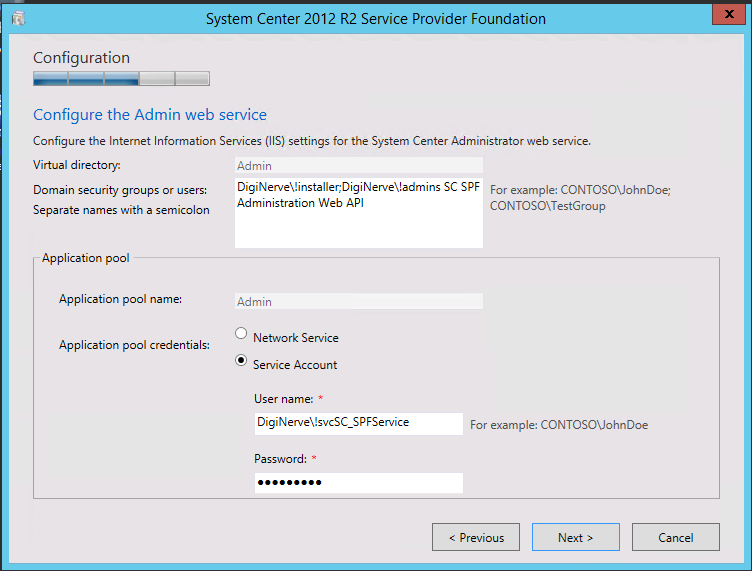 System Center 2012 R2 Service Provider Foundation
x
Configuration
Configure the Admin web service
Configure the Internet Information Services (IIS) settings for the System Center Administrator web service.
Virtual directory:
Admin
Domain security groups or users:
Separate names with a semicolon
DigiNerve\!installer;DigiNerve\!admins SC SPF
Administration Web API
For example: CONTOSO\JohnDoe;
CONTOSO\TestGroup
Application pool
Application pool name:
Admin
Application pool credentials:
Network Service
Service Account
User name: *
DigiNerve\!svcSC_SPFService
For example: CONTOSO\JohnDoe
Password: *
●●●●●●●●●
< Previous
Next >
Cancel